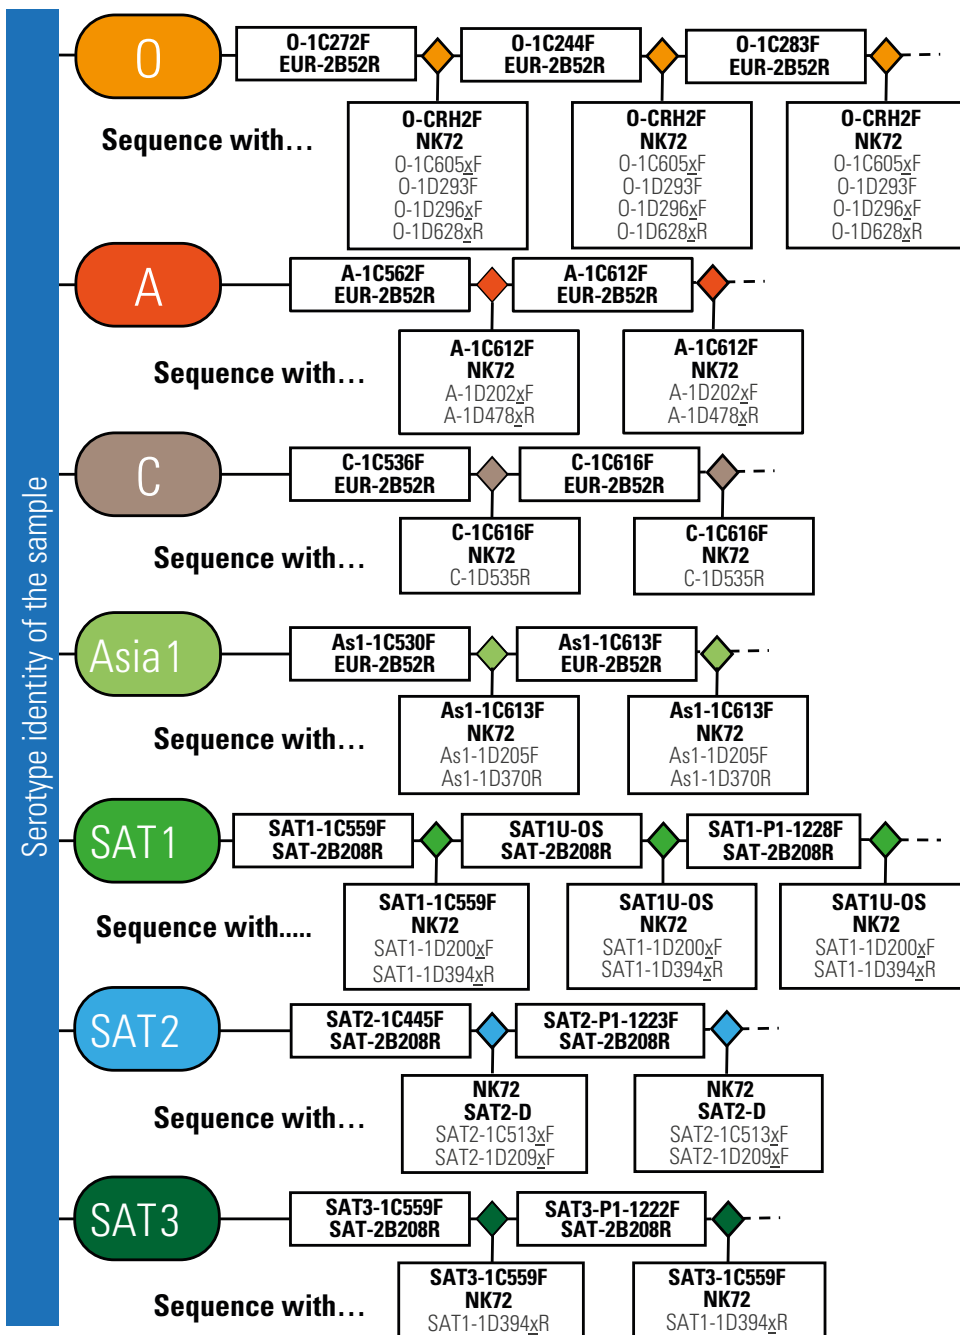 Serotype identity of the sample
O
O-1C272F
EUR-2B52R
O-1C244F
EUR-2B52R
O-1C283F
EUR-2B52R
Sequence with…
O-CRH2F
NK72
O-1C605xF
O-1D293F
O-1D296xF
O-1D628xR
O-CRH2F
NK72
O-1C605xF
O-1D293F
O-1D296xF
O-1D628xR
O-CRH2F
NK72
O-1C605xF
O-1D293F
O-1D296xF
O-1D628xR
A
A-1C562F
EUR-2B52R
A-1C612F
EUR-2B52R
Sequence with…
A-1C612F
NK72
A-1D202xF
A-1D478xR
A-1C612F
NK72
A-1D202xF
A-1D478xR
C
C-1C536F
EUR-2B52R
C-1C616F
EUR-2B52R
Sequence with…
C-1C616F
NK72
C-1D535R
C-1C616F
NK72
C-1D535R
Asia1
As1-1C530F
EUR-2B52R
As1-1C613F
EUR-2B52R
Sequence with…
As1-1C613F
NK72
As1-1D205F
As1-1D370R
As1-1C613F
NK72
As1-1D205F
As1-1D370R
SAT1
SAT1-1C559F
SAT-2B208R
SAT1U-OS
SAT-2B208R
SAT1-P1-1228F
SAT-2B208R
Sequence with.....
SAT1-1C559F
NK72
SAT1-1D200xF
SAT1-1D394xR
SAT1U-OS
NK72
SAT1-1D200xF
SAT1-1D394xR
SAT1U-OS
NK72
SAT1-1D200xF
SAT1-1D394xR
SAT2
SAT2-1C445F
SAT-2B208R
SAT2-P1-1223F
SAT-2B208R
Sequence with…
NK72
SAT2-D
SAT2-1C513xF
SAT2-1D209xF
NK72
SAT2-D
SAT2-1C513xF
SAT2-1D209xF
SAT3
SAT3-1C559F
SAT-2B208R
SAT3-P1-1222F
SAT-2B208R
Sequence with…
SAT3-1C559F
NK72
SAT1-1D394xR
SAT3-1C559F
NK72
SAT1-1D394xR